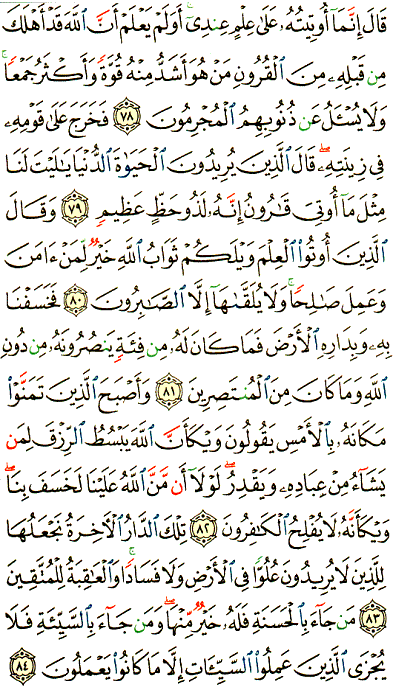 قَالَ إِنَّمَآ أُوتِيتُهُۥ عَلَىٰ عِلْمٍ عِندِىٓ ۚ أَوَلَمْ يَعْلَمْ أَنَّ ٱللَّهَ قَدْ أَهْلَكَ
مِن قَبْلِهِۦ مِنَ ٱلْقُرُونِ مَنْ هُوَ أَشَدُّ مِنْهُ قُوَّةً وَأَكْثَرُ جَمْعًا ۚ
وَلَا يُسْـَٔلُ عَن ذُنُوبِهِمُ ٱلْمُجْرِمُونَ ٧٨ فَخَرَجَ عَلَىٰ قَوْمِهِۦ
فِى زِينَتِهِۦ ۖ قَالَ ٱلَّذِينَ يُرِيدُونَ ٱلْحَيَوٰةَ ٱلدُّنْيَا يَـٰلَيْتَ لَنَا
مِثْلَ مَآ أُوتِىَ قَـٰرُونُ إِنَّهُۥ لَذُو حَظٍّ عَظِيمٍ ٧٩ وَقَالَ
ٱلَّذِينَ أُوتُوا۟ ٱلْعِلْمَ وَيْلَكُمْ ثَوَابُ ٱللَّهِ خَيْرٌ لِّمَنْ ءَامَنَ
وَعَمِلَ صَـٰلِحًا وَلَا يُلَقَّىٰهَآ إِلَّا ٱلصَّـٰبِرُونَ ٨٠ فَخَسَفْنَا
بِهِۦ وَبِدَارِهِ ٱلْأَرْضَ فَمَا كَانَ لَهُۥ مِن فِئَةٍ يَنصُرُونَهُۥ مِن دُونِ
ٱللَّهِ وَمَا كَانَ مِنَ ٱلْمُنتَصِرِينَ ٨١ وَأَصْبَحَ ٱلَّذِينَ تَمَنَّوْا۟
مَكَانَهُۥ بِٱلْأَمْسِ يَقُولُونَ وَيْكَأَنَّ ٱللَّهَ يَبْسُطُ ٱلرِّزْقَ لِمَن
يَشَآءُ مِنْ عِبَادِهِۦ وَيَقْدِرُ ۖ لَوْلَآ أَن مَّنَّ ٱللَّهُ عَلَيْنَا لَخَسَفَ بِنَا ۖ
وَيْكَأَنَّهُۥ لَا يُفْلِحُ ٱلْكَـٰفِرُونَ ٨٢ تِلْكَ ٱلدَّارُ ٱلْـَٔاخِرَةُ نَجْعَلُهَا
لِلَّذِينَ لَا يُرِيدُونَ عُلُوًّا فِى ٱلْأَرْضِ وَلَا فَسَادًا ۚ وَٱلْعَـٰقِبَةُ لِلْمُتَّقِينَ
٨٣ مَن جَآءَ بِٱلْحَسَنَةِ فَلَهُۥ خَيْرٌ مِّنْهَا ۖ وَمَن جَآءَ بِٱلسَّيِّئَةِ فَلَا
يُجْزَى ٱلَّذِينَ عَمِلُوا۟ ٱلسَّيِّـَٔاتِ إِلَّا مَا كَانُوا۟ يَعْمَلُونَ ٨٤